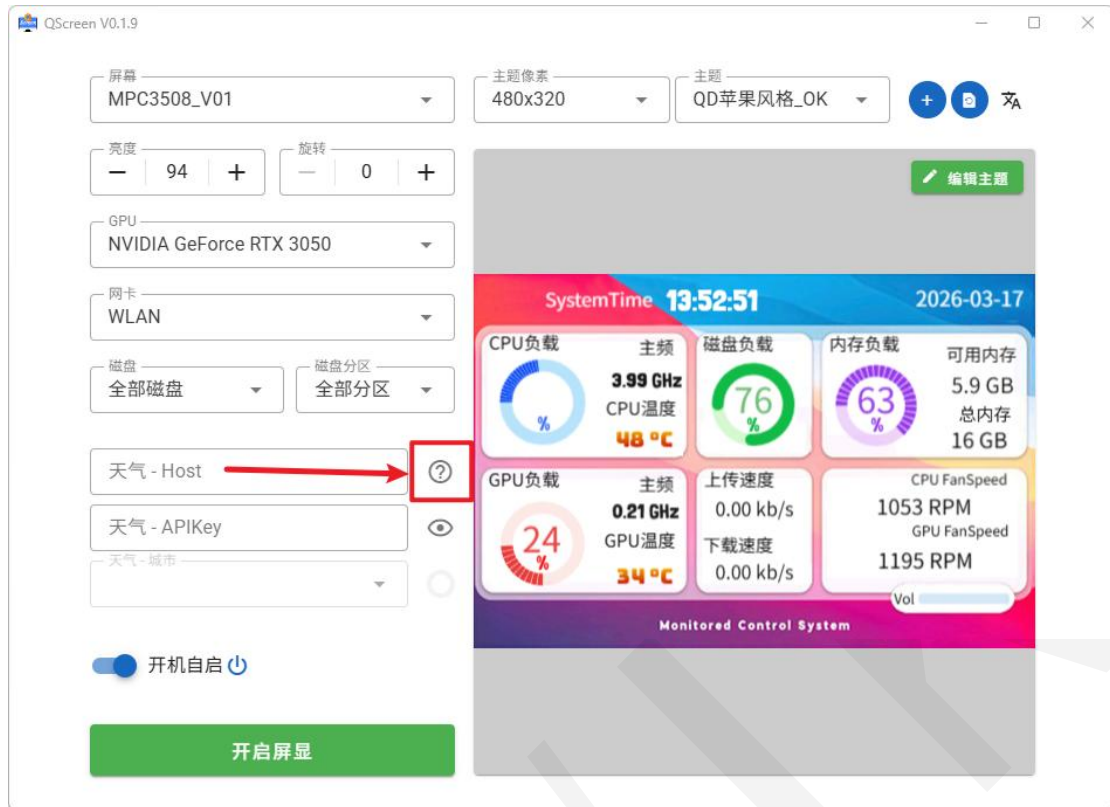 QScreen V0.1.9
屏幕
MPC3508_V01
主题像素
480x320
主题
QD苹果风格_OK
亮度
94
旋转
0
编辑主题
GPU
NVIDIA GeForce RTX 3050
网卡
WLAN
磁盘
全部磁盘
磁盘分区
全部分区
天气 - Host
天气 - APIKey
天气 - 城市
开机自启
开启屏显
SystemTime 13:52:51
2026-03-17
CPU负载
主频
3.99 GHz
CPU温度
48 °C
%
磁盘负载
76
%
内存负载
63
%
可用内存
5.9 GB
总内存
16 GB
GPU负载
主频
0.21 GHz
GPU温度
34 °C
24
%
上传速度
0.00 kb/s
下载速度
0.00 kb/s
CPU FanSpeed
1053 RPM
GPU FanSpeed
1195 RPM
Vol
Monitored Control System